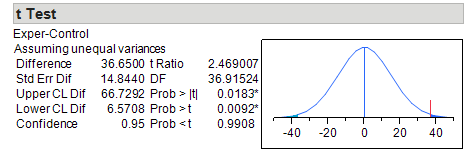 t Test
Exper-Control
Assuming unequal variances
Difference 36.6500 t Ratio 2.469007
Std Err Dif 14.8440 DF 36.91524
Upper CL Dif 66.7292 Prob > |t| 0.0183*
Lower CL Dif 6.5708 Prob > t 0.0092*
Confidence 0.95 Prob < t 0.9908
-40 -20 0 20 40